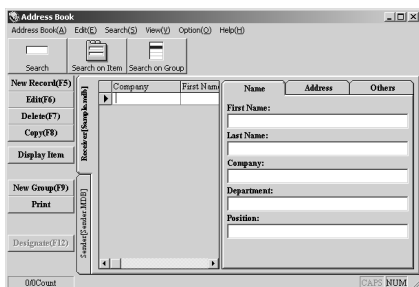 Address Book
Address Book(A) Edit(E) Search(S) View(V) Option(O) Help(H)
Search Search on Item Search on Group
New Record(F5)
Edit(F6)
Delete(F7)
Copy(F8)
Display Item
New Group(F9)
Print
Designate(F12)
Receiver[Sample.mdb]
Sender[Sender.MDB]
Company First Name
Name Address Others
First Name:
Last Name:
Company:
Department:
Position:
0/0Count CAPS NUM